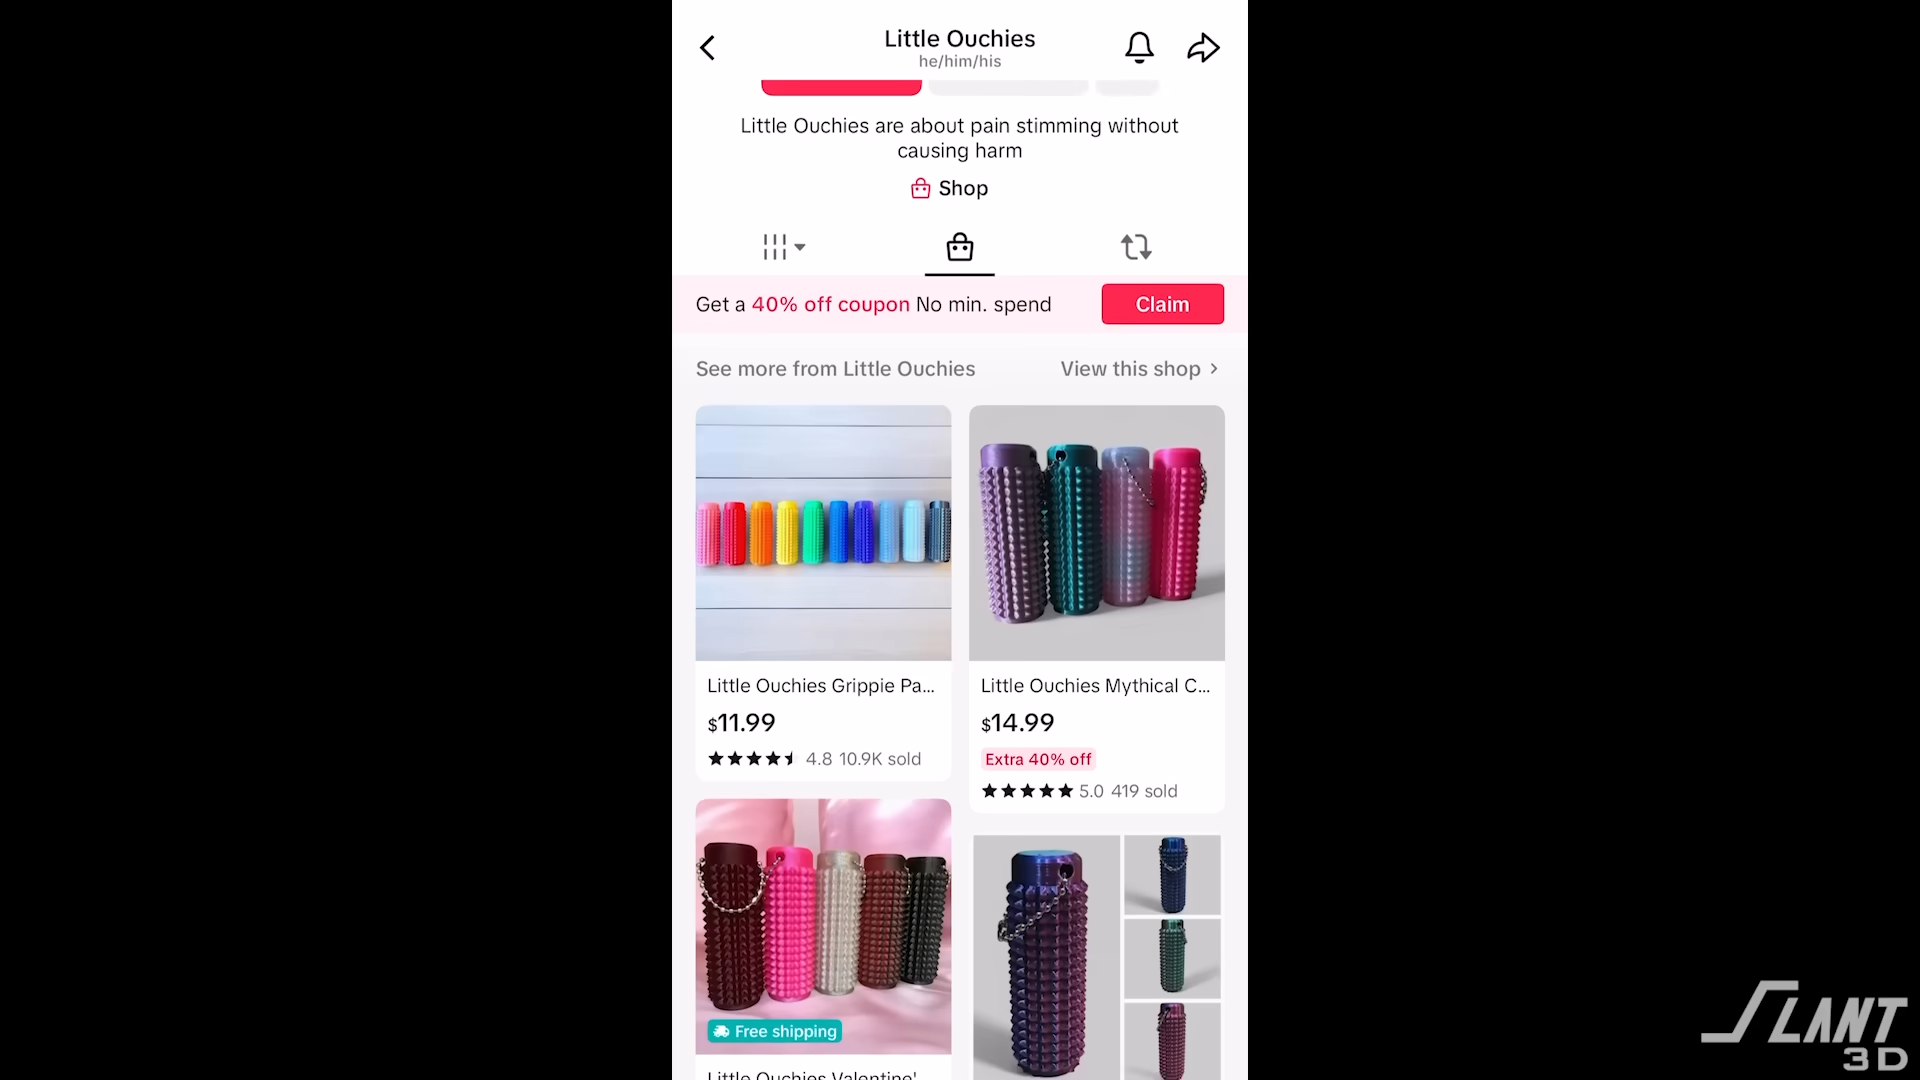 Little Ouchies
he/him/his
Little Ouchies are about pain stimming without
causing harm
Shop
Get a 40% off coupon No min. spend
Claim
See more from Little Ouchies
View this shop
Little Ouchies Grippie Pa...
$11.99
4.8 10.9K sold
Little Ouchies Mythical C...
$14.99
Extra 40% off
5.0 419 sold
Free shipping
Little Ouchies Valentine'
SLANT
3D